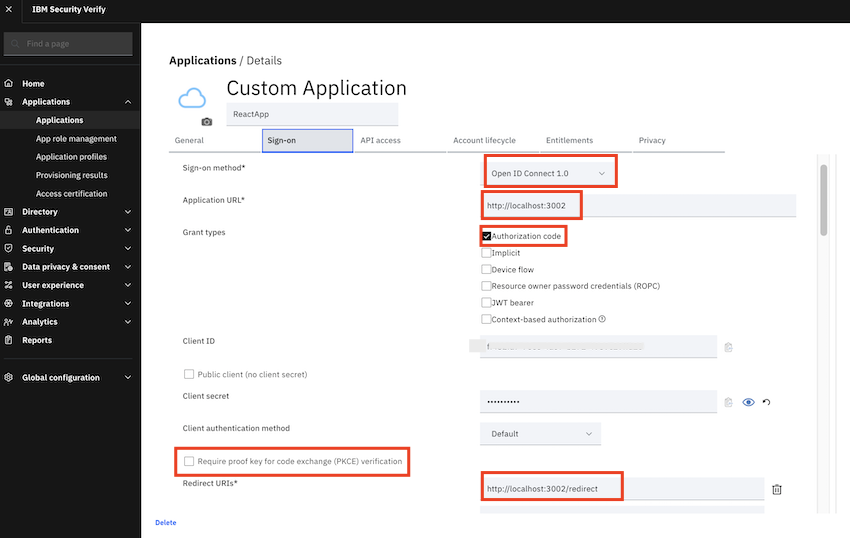 IBM Security Verify
Find a page
Home
Applications
Applications
App role management
Application profiles
Provisioning results
Access certification
Directory
Authentication
Security
Data privacy & consent
User experience
Integrations
Analytics
Reports
Global configuration
Applications / Details
Custom Application
ReactApp
General Sign-on API access Account lifecycle Entitlements Privacy
Sign-on method* Open ID Connect 1.0
Application URL* http://localhost:3002
Grant types Authorization code
Implicit
Device flow
Resource owner password credentials (ROPC)
JWT bearer
Context-based authorization
Client ID
Public client (no client secret)
Client secret ••••••••••
Client authentication method Default
Require proof key for code exchange (PKCE) verification
Redirect URIs* http://localhost:3002/redirect
Delete